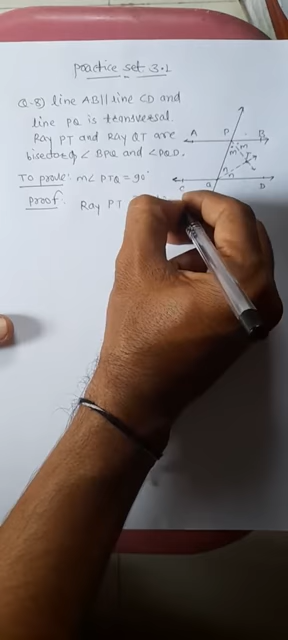 Practice set 3.2
Q.8) line AB || line CD and
line PQ is transversal
Ray PT and Ray QT are
bisector of ∠ BPQ and ∠PQD.
To prove: m∠ PTQ = 90°
Proof: Ray PT
A P B
m m
T
n n
C Q D